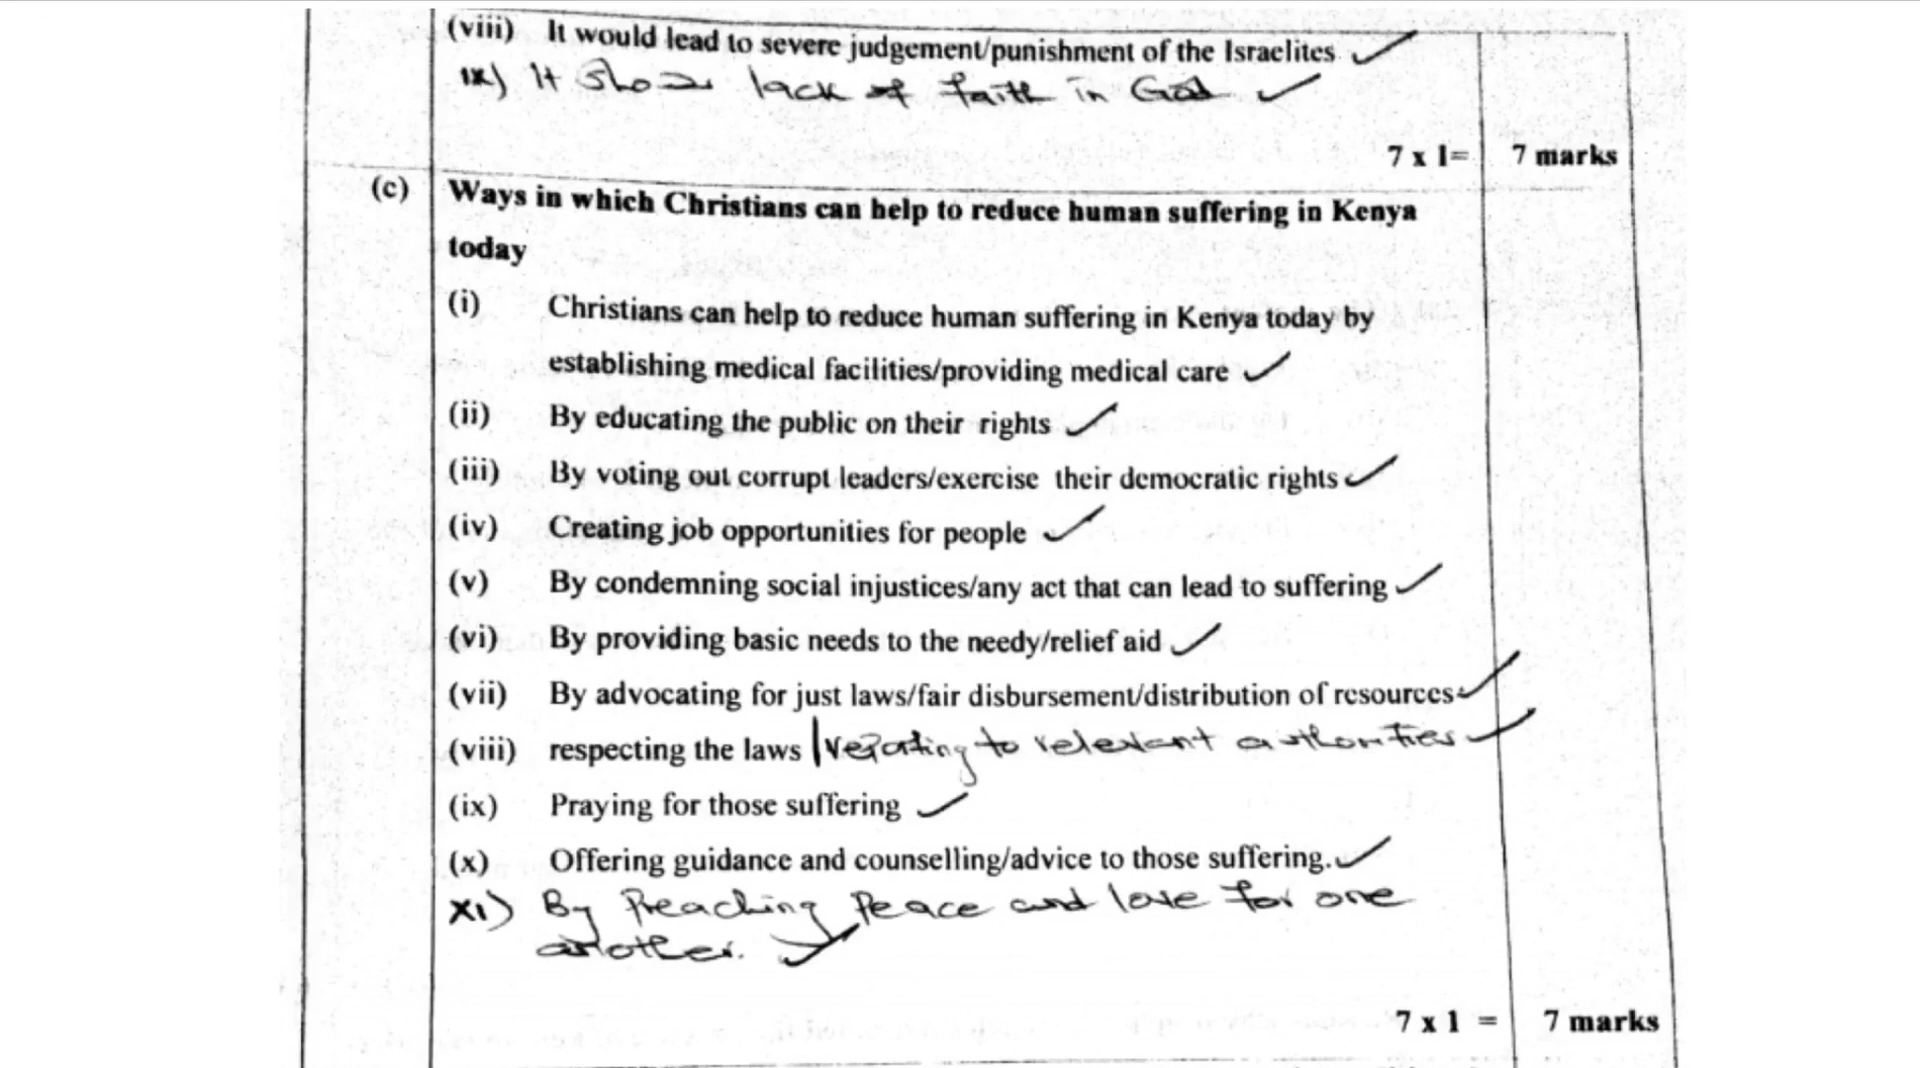 (viii) It would lead to severe judgement/punishment of the Israelites ✓
ix) It shows lack of faith in God ✓
7 x 1= 7 marks
(c) Ways in which Christians can help to reduce human suffering in Kenya
today
(i) Christians can help to reduce human suffering in Kenya today by
establishing medical facilities/providing medical care ✓
(ii) By educating the public on their rights ✓
(iii) By voting out corrupt leaders/exercise their democratic rights ✓
(iv) Creating job opportunities for people ✓
(v) By condemning social injustices/any act that can lead to suffering ✓
(vi) By providing basic needs to the needy/relief aid ✓
(vii) By advocating for just laws/fair disbursement/distribution of resources ✓
(viii) respecting the laws /reporting to relevant authorities ✓
(ix) Praying for those suffering ✓
(x) Offering guidance and counselling/advice to those suffering. ✓
xi) By Preaching Peace and love for one
another. ✓
7 x 1 = 7 marks